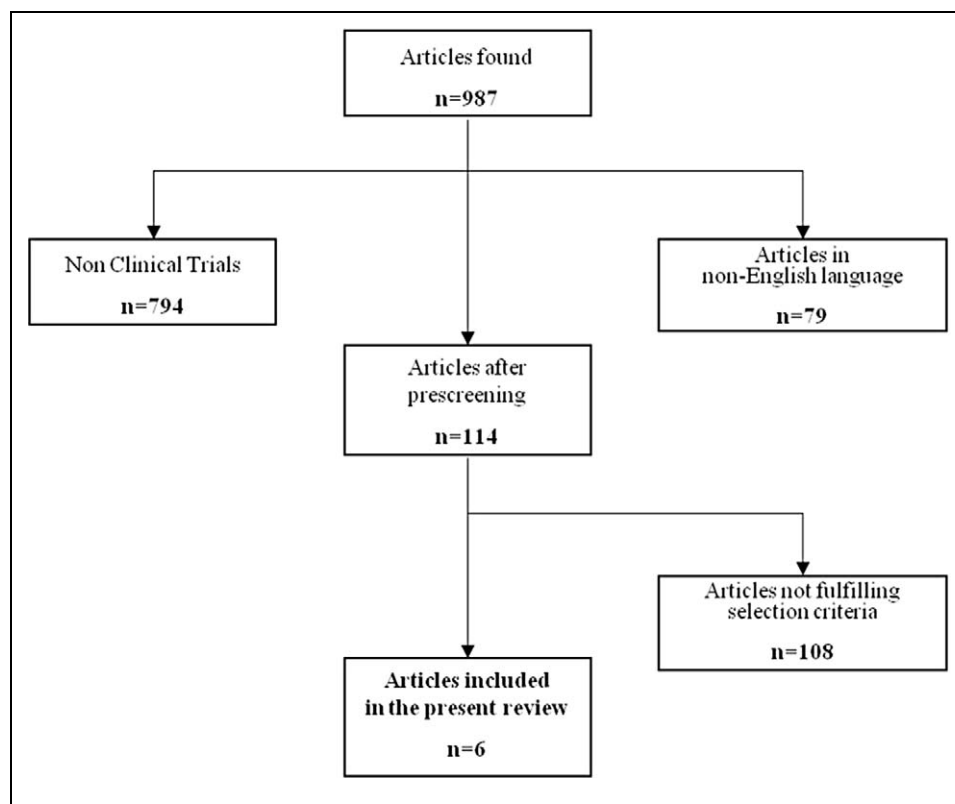 Articles found
n=987
Non Clinical Trials
n=794
Articles in
non-English language
n=79
Articles after
prescreening
n=114
Articles not fulfilling
selection criteria
n=108
Articles included
in the present review
n=6